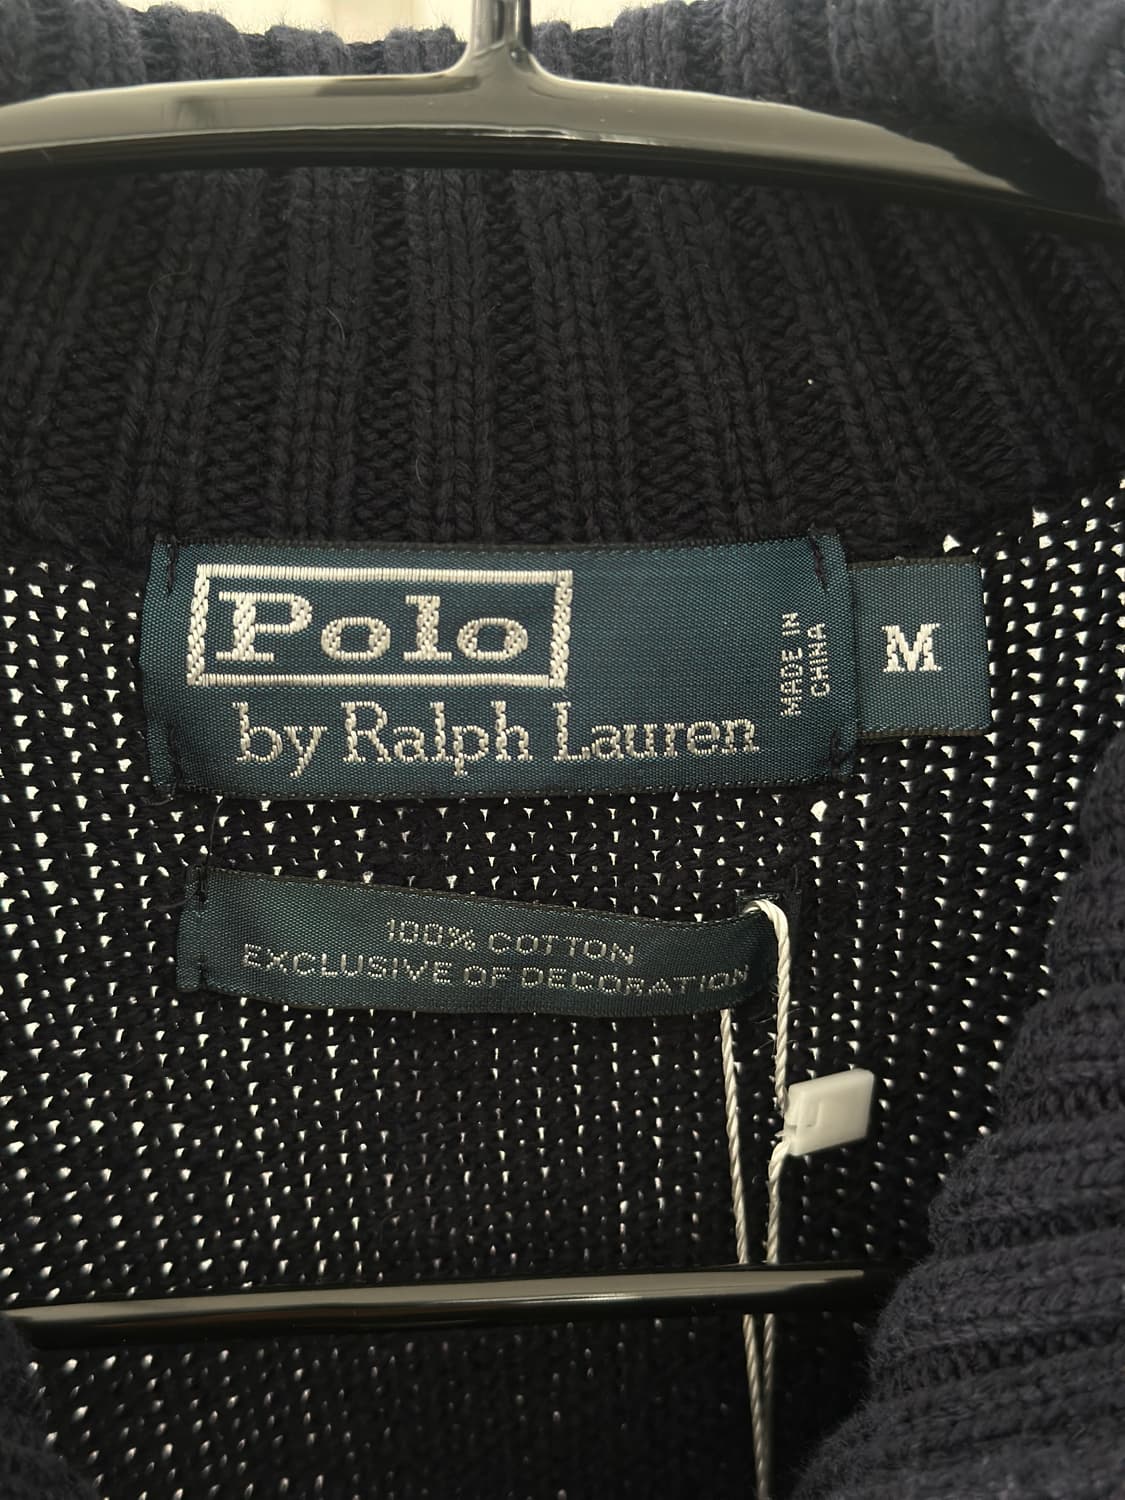 Polo
by Ralph Lauren
MADE IN
CHINA
M
100% COTTON
EXCLUSIVE OF DECORATION